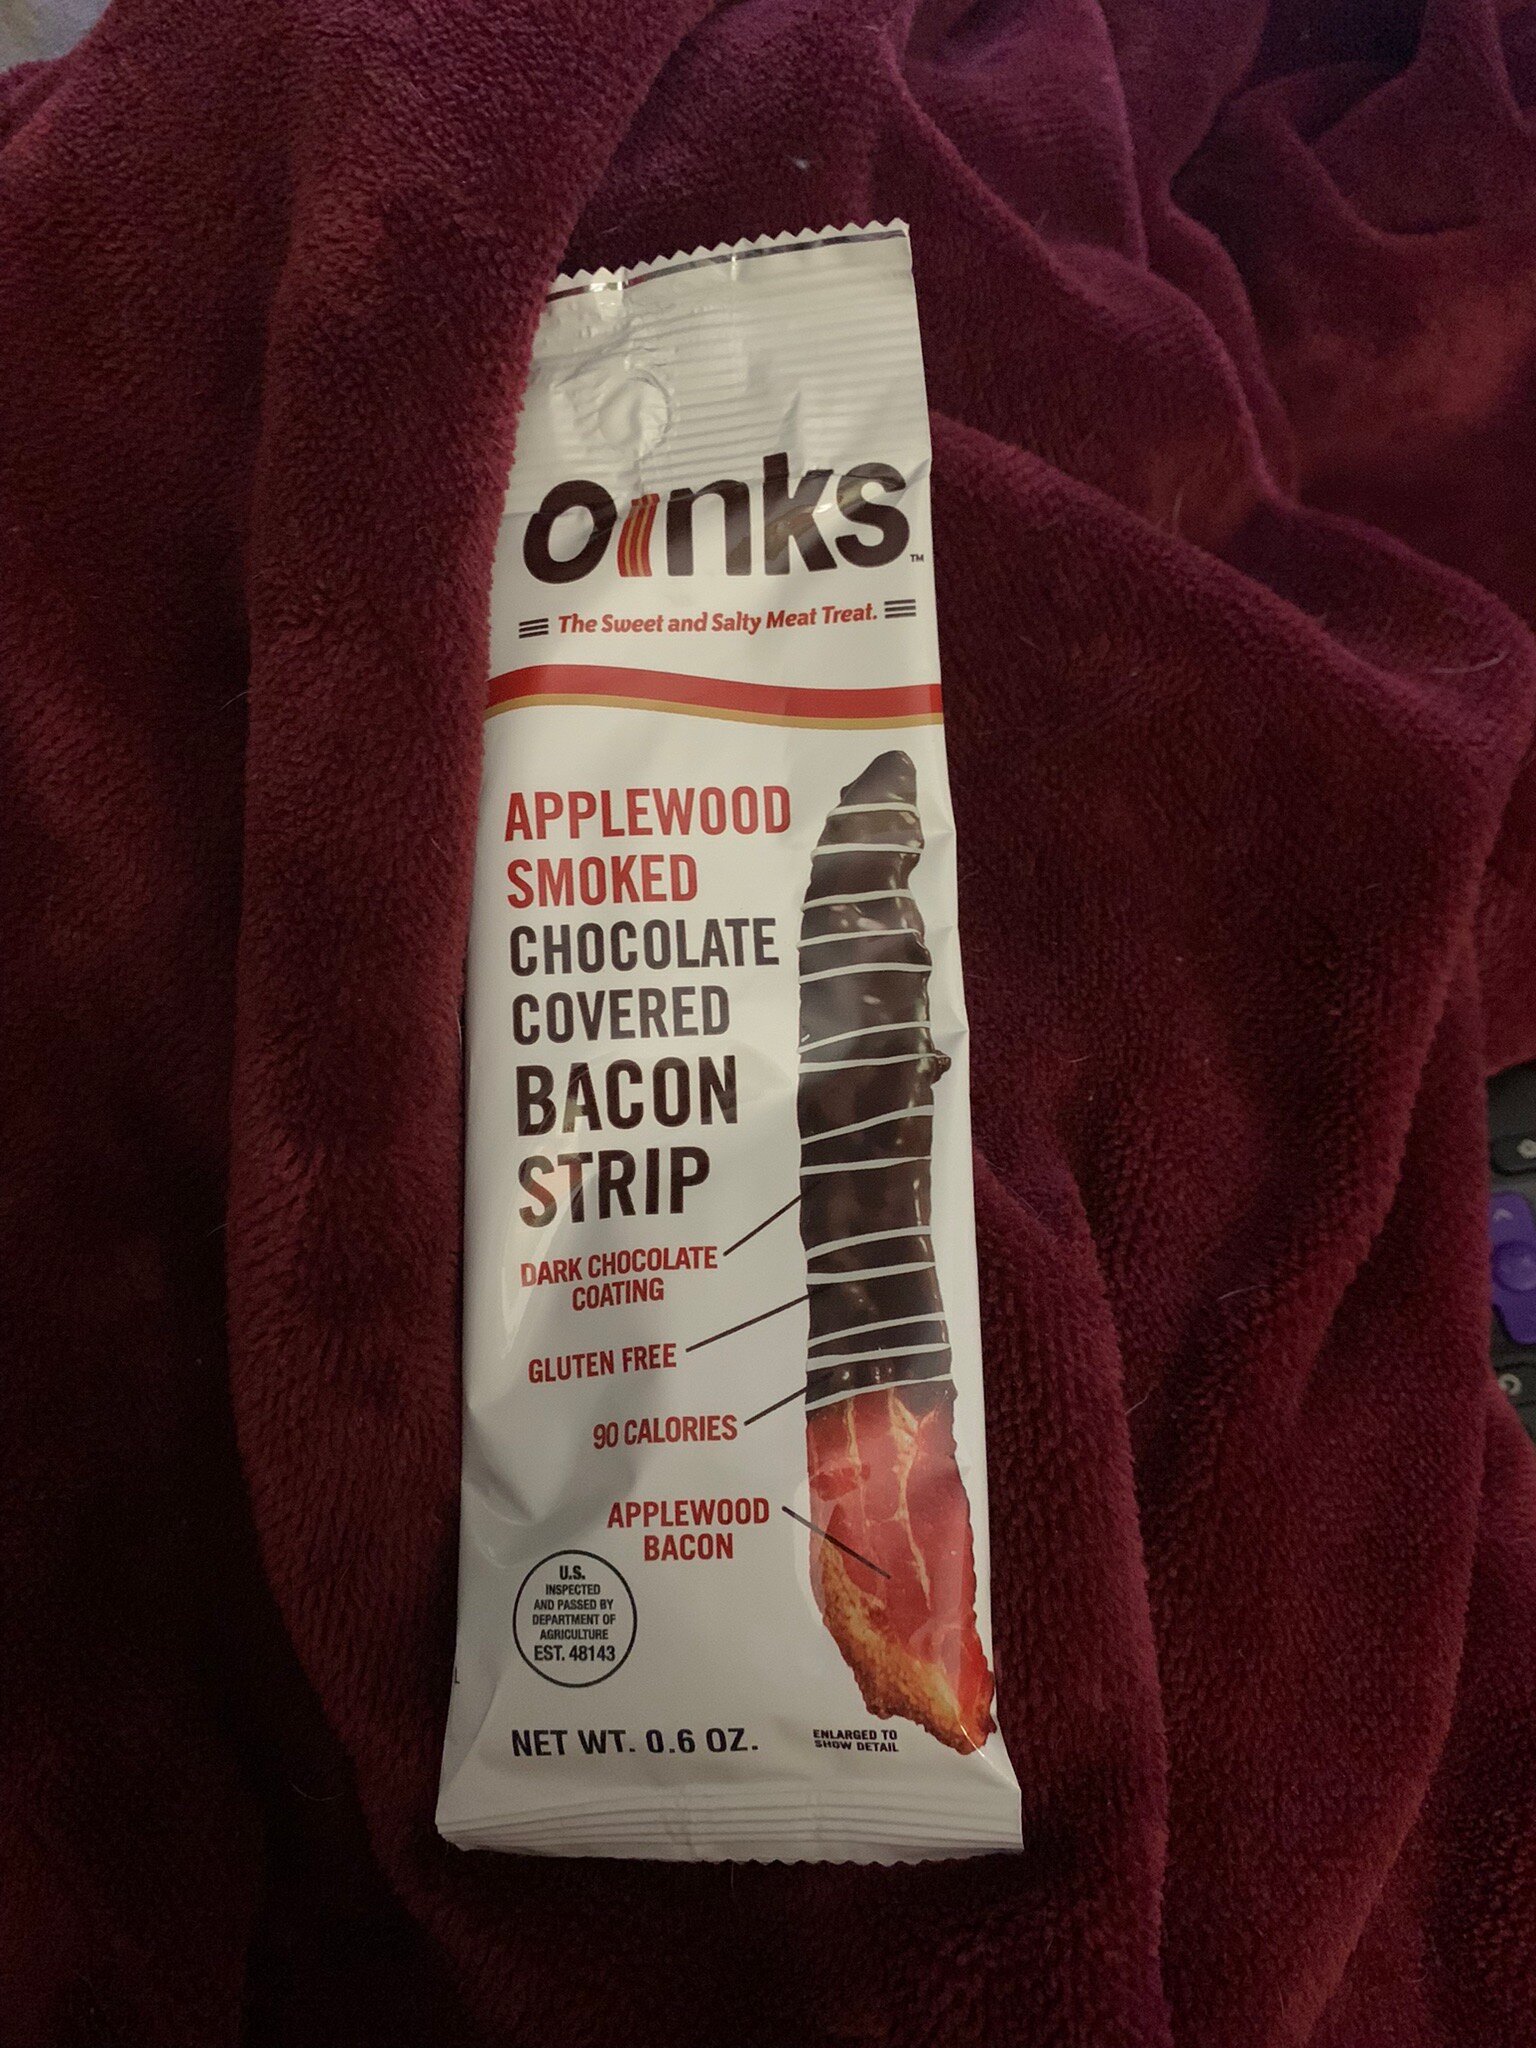 oinks™
The Sweet and Salty Meat Treat.
APPLEWOOD
SMOKED
CHOCOLATE
COVERED
BACON
STRIP
DARK CHOCOLATE
COATING
GLUTEN FREE
90 CALORIES
APPLEWOOD
BACON
U.S.
INSPECTED
AND PASSED BY
DEPARTMENT OF
AGRICULTURE
EST. 48143
NET WT. 0.6 OZ.
ENLARGED TO
SHOW DETAIL